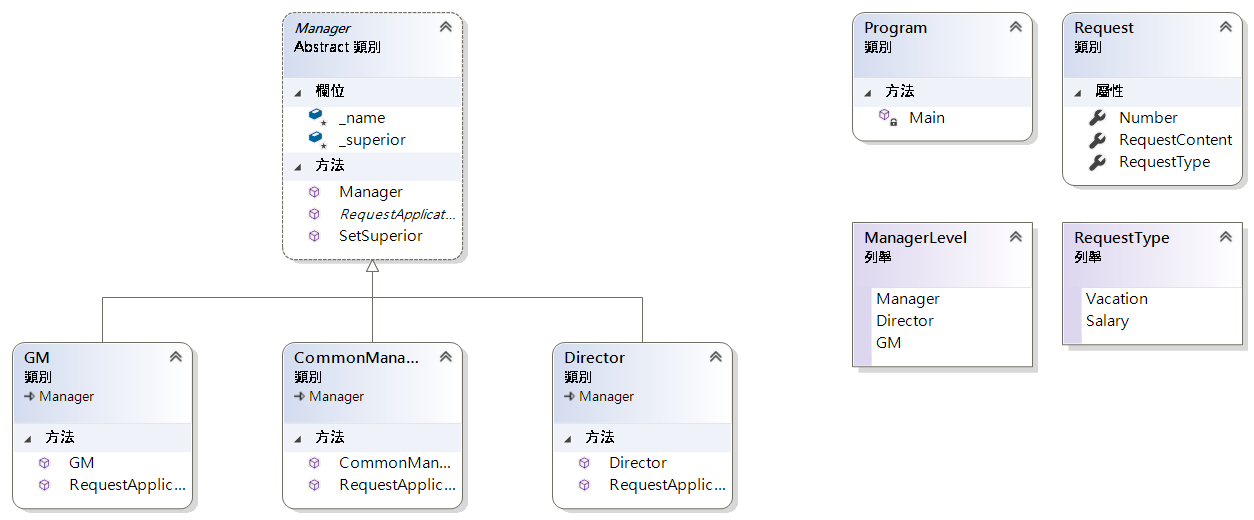 Manager
Abstract 類別
欄位
_name
_superior
方法
Manager
RequestApplicat...
SetSuperior
GM
類別
Manager
方法
GM
RequestApplic...
CommonMana...
類別
Manager
方法
CommonMan...
RequestApplic...
Director
類別
Manager
方法
Director
RequestApplic...
Program
類別
方法
Main
Request
類別
屬性
Number
RequestContent
RequestType
ManagerLevel
列舉
Manager
Director
GM
RequestType
列舉
Vacation
Salary